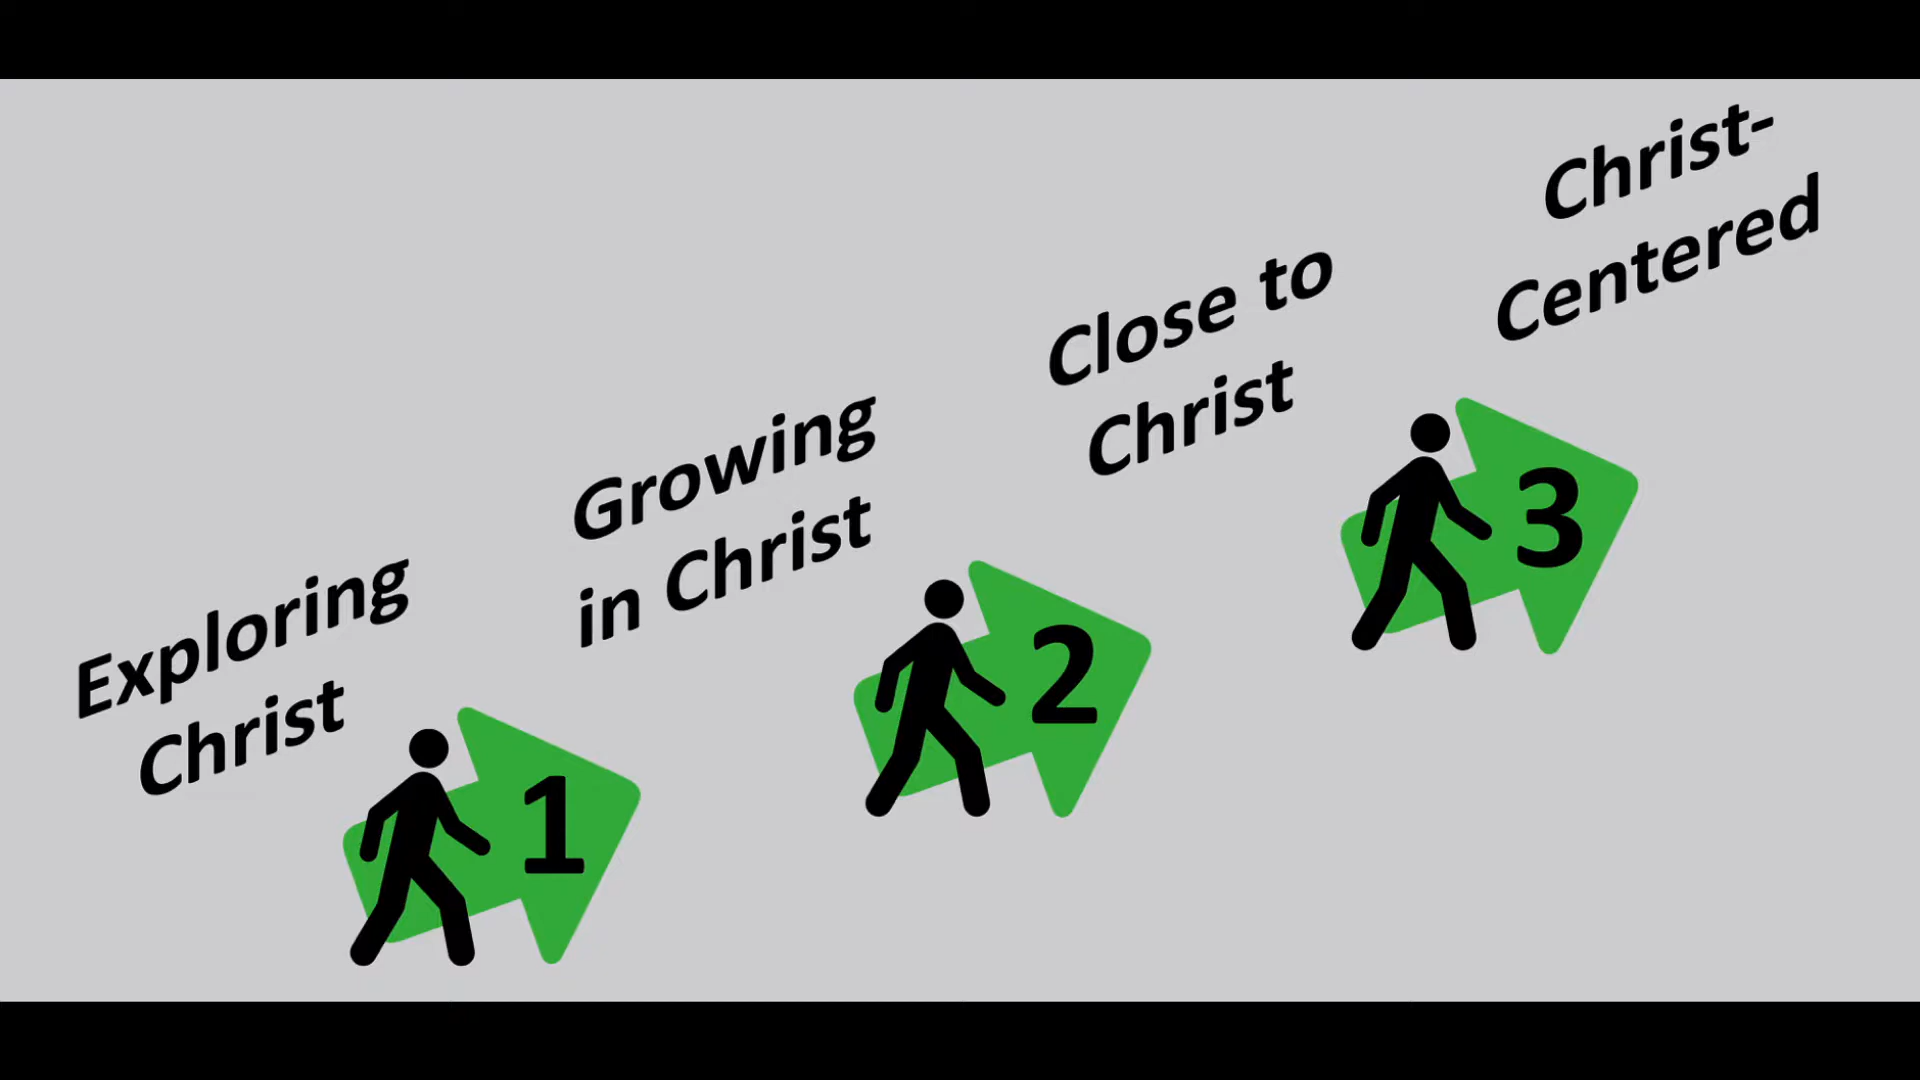 Exploring
Christ
1
Growing
in Christ
2
Close to
Christ
3
Christ-
Centered